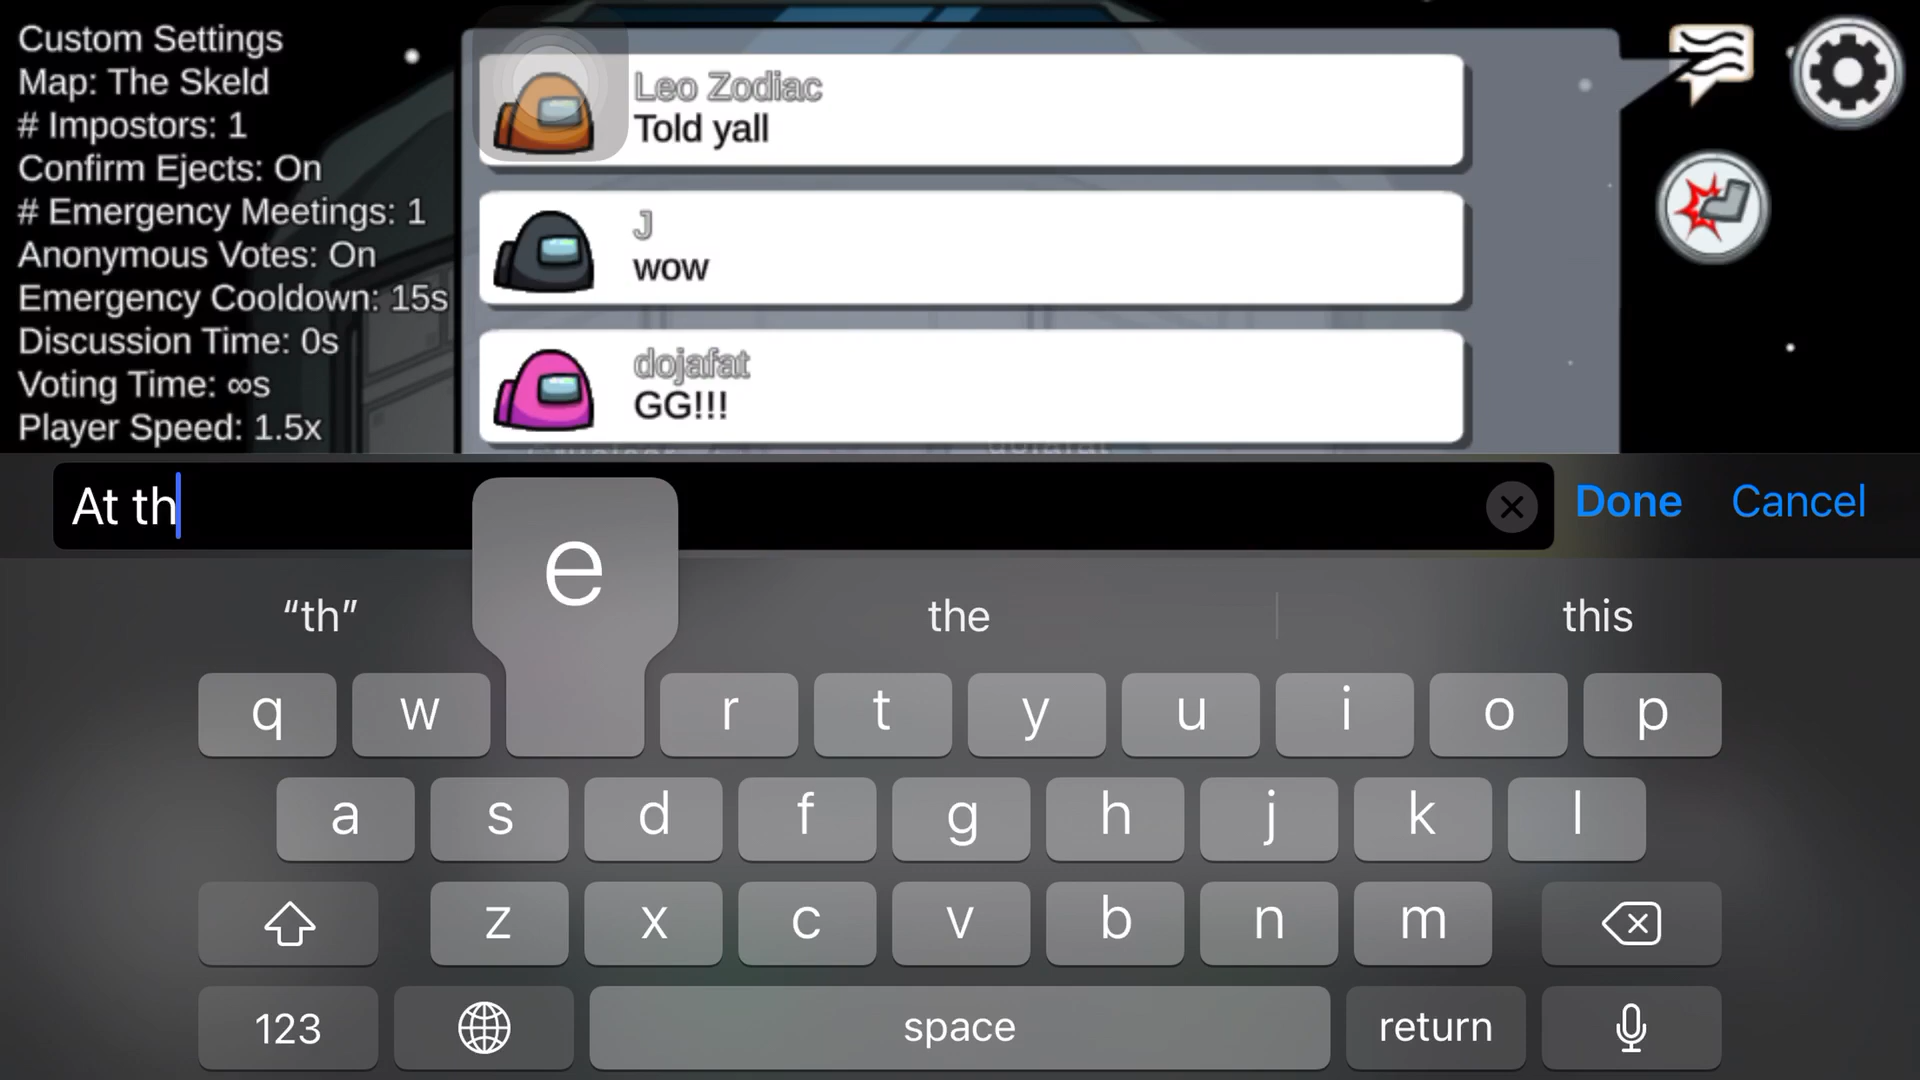 Custom Settings
Map: The Skeld
# Impostors: 1
Confirm Ejects: On
# Emergency Meetings: 1
Anonymous Votes: On
Emergency Cooldown: 15s
Discussion Time: 0s
Voting Time: ∞s
Player Speed: 1.5x
Leo Zodiac
Told yall
J
wow
dojafat
GG!!!
At th
Done
Cancel
e
“th”
the
this
q w r t y u i o p
a s d f g h j k l
z x c v b n m
123
space
return